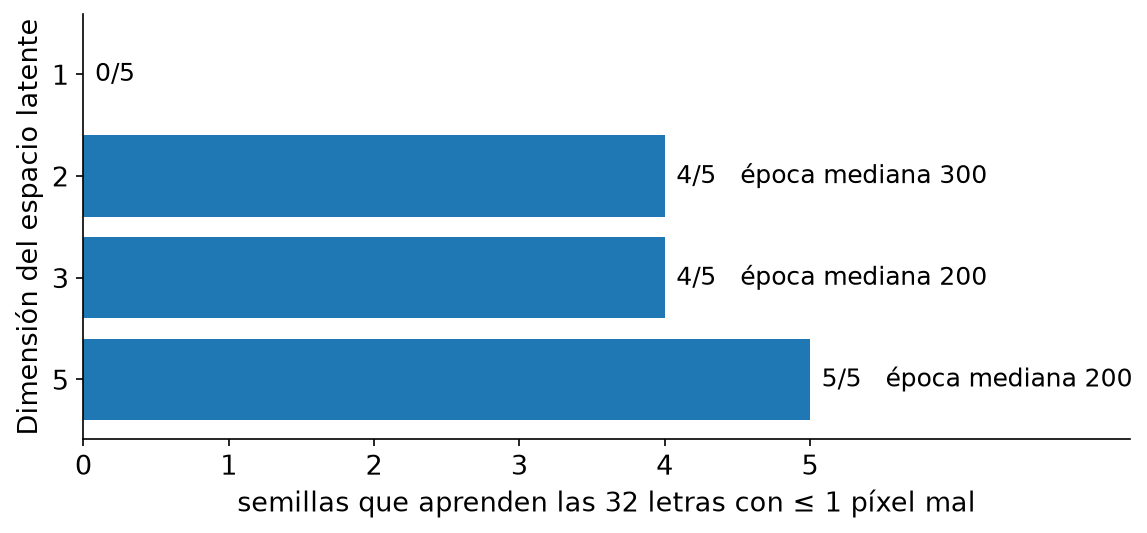 Dimensión del espacio latente
1
0/5
2
4/5 época mediana 300
3
4/5 época mediana 200
5
5/5 época mediana 200
0 1 2 3 4 5
semillas que aprenden las 32 letras con ≤ 1 píxel mal